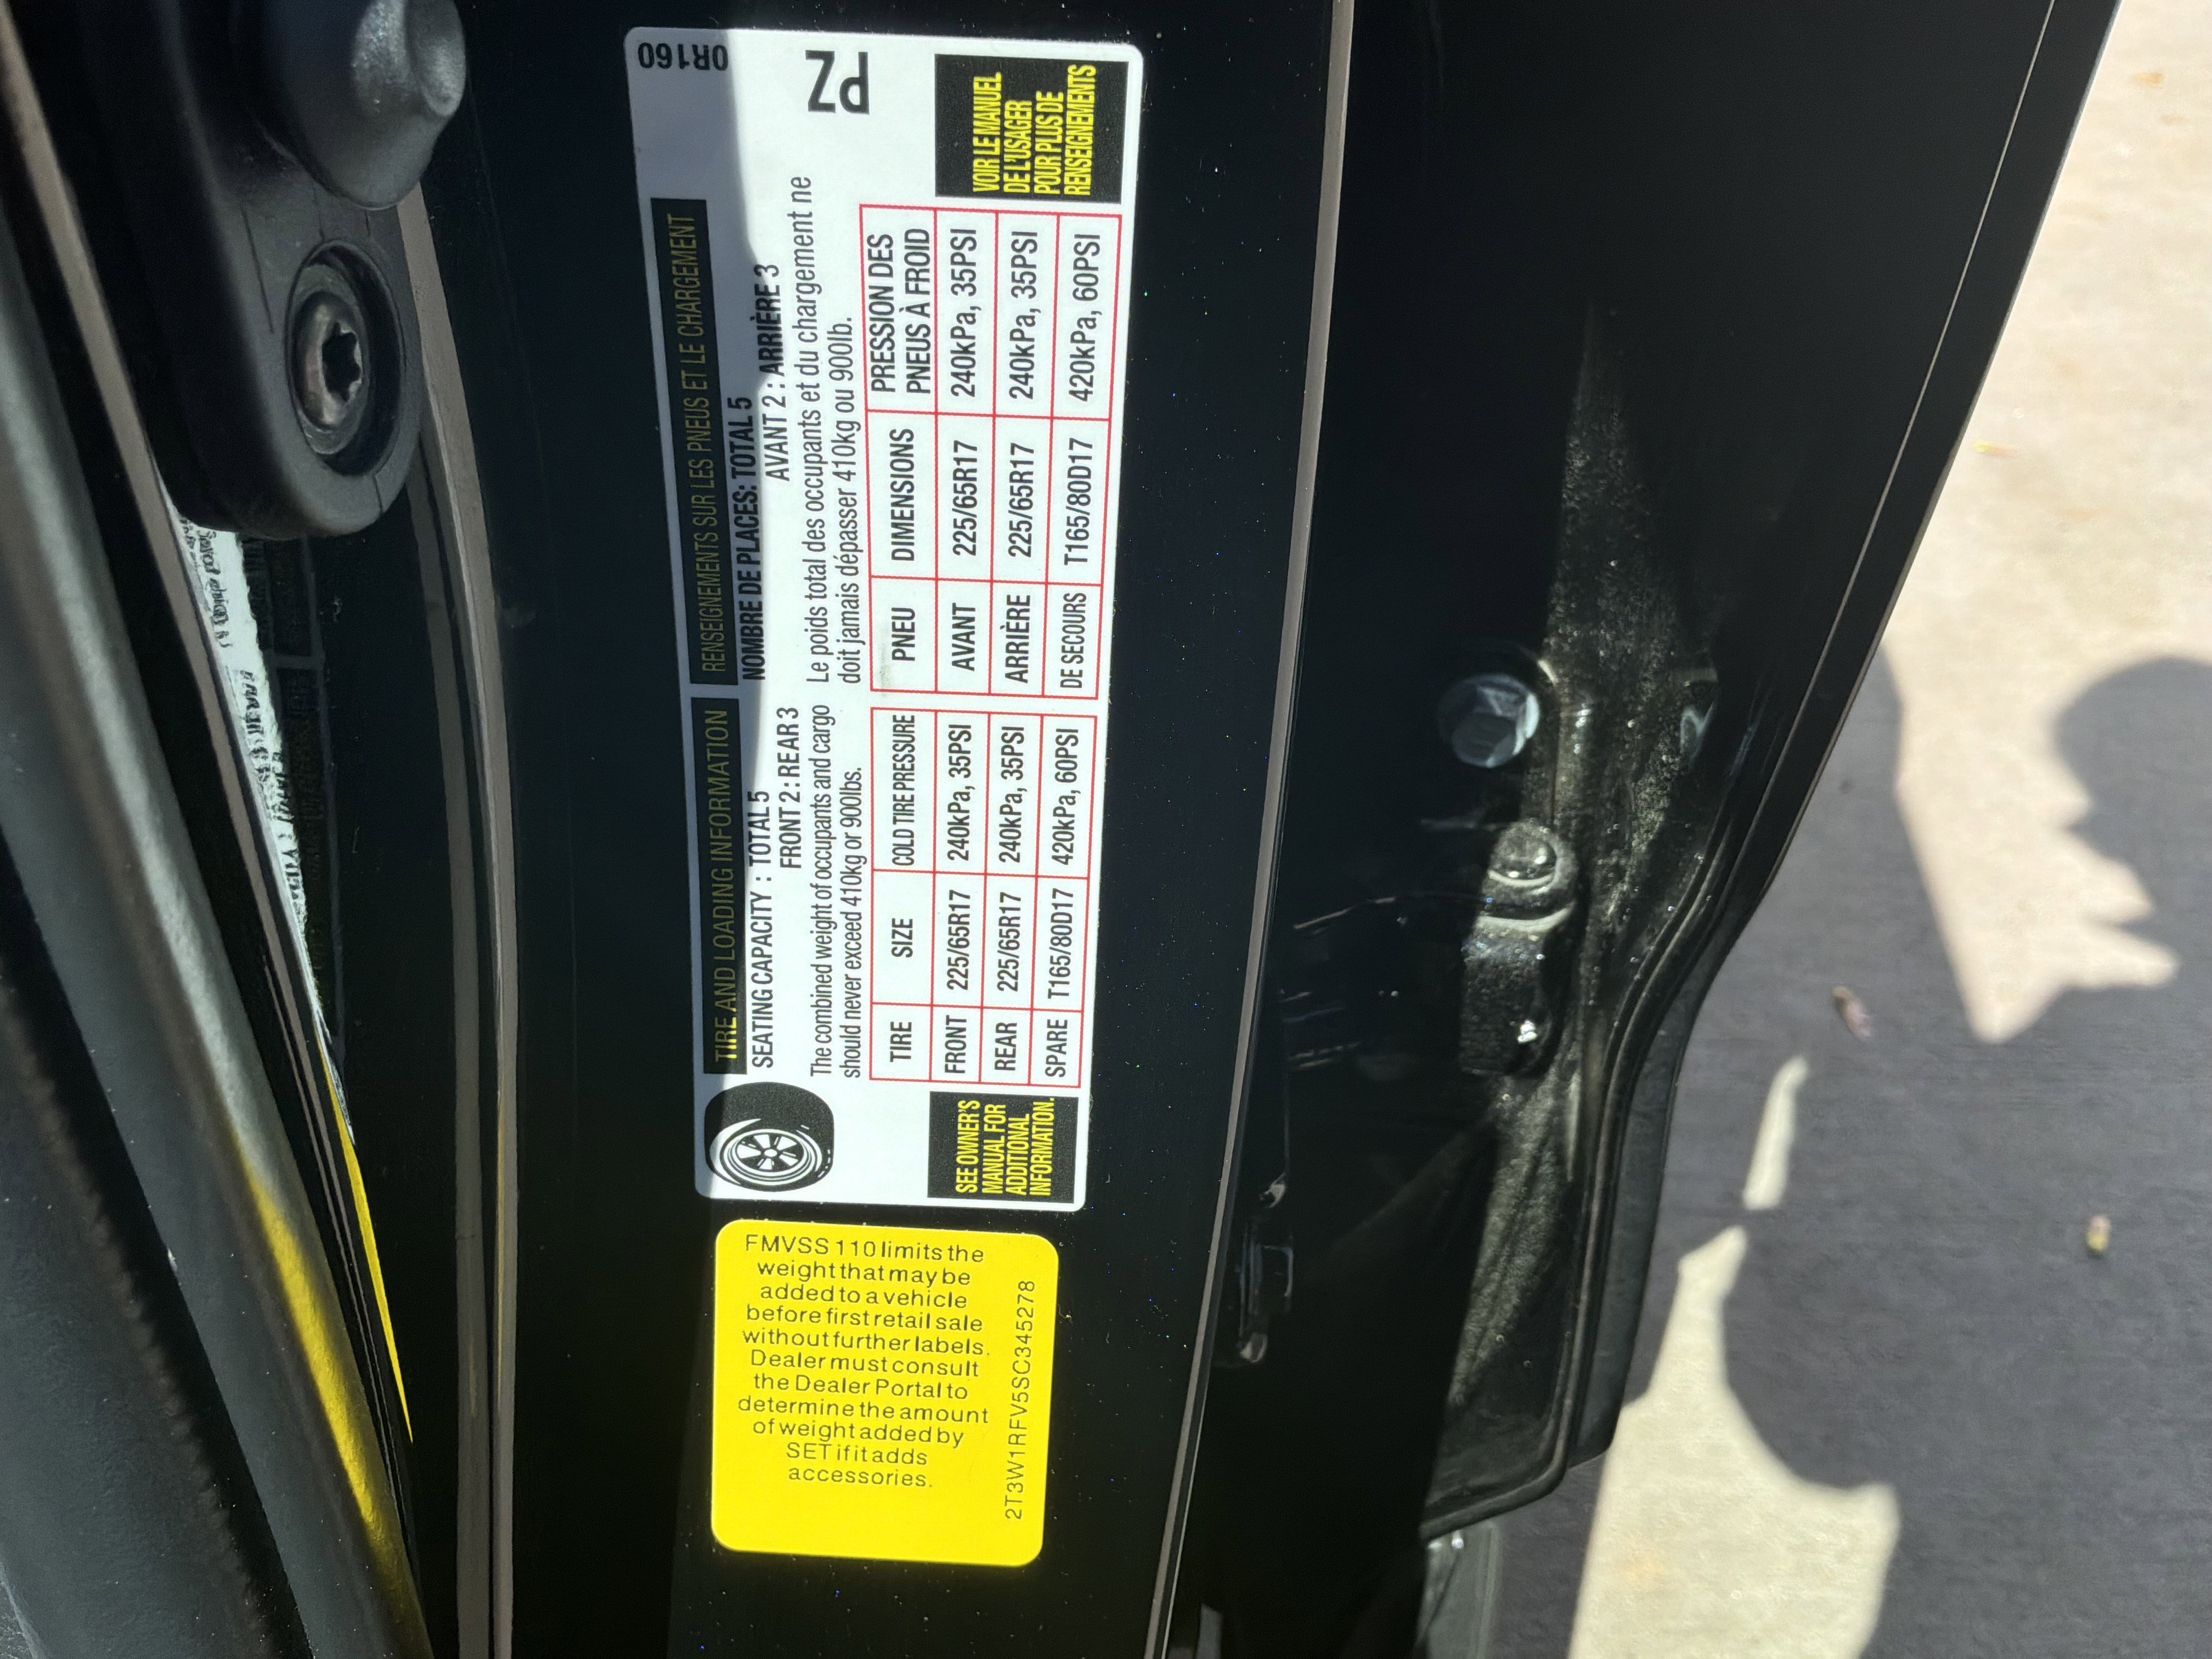 TIRE AND LOADING INFORMATION
SEATING CAPACITY : TOTAL 5
FRONT 2 : REAR 3
The combined weight of occupants and cargo
should never exceed 410kg or 900lbs.
TIRE SIZE COLD TIRE PRESSURE
FRONT 225/65R17 240kPa, 35PSI
REAR 225/65R17 240kPa, 35PSI
SPARE T165/80D17 420kPa, 60PSI
SEE OWNER'S
MANUAL FOR
ADDITIONAL
INFORMATION.
RENSEIGNEMENTS SUR LES PNEUS ET LE CHARGEMENT
NOMBRE DE PLACES: TOTAL 5
AVANT 2 : ARRIÈRE 3
Le poids total des occupants et du chargement ne
doit jamais dépasser 410kg ou 900lb.
PNEU DIMENSIONS PRESSION DES
PNEUS À FROID
AVANT 225/65R17 240kPa, 35PSI
ARRIÈRE 225/65R17 240kPa, 35PSI
DE SECOURS T165/80D17 420kPa, 60PSI
VOIR LE MANUEL
DE L'USAGER
POUR PLUS DE
RENSEIGNEMENTS
0R160
PZ
FMVSS 110 limits the
weight that may be
added to a vehicle
before first retail sale
without further labels.
Dealer must consult
the Dealer Portal to
determine the amount
of weight added by
SET if it adds
accessories.
2T3W1RFV5SC345278